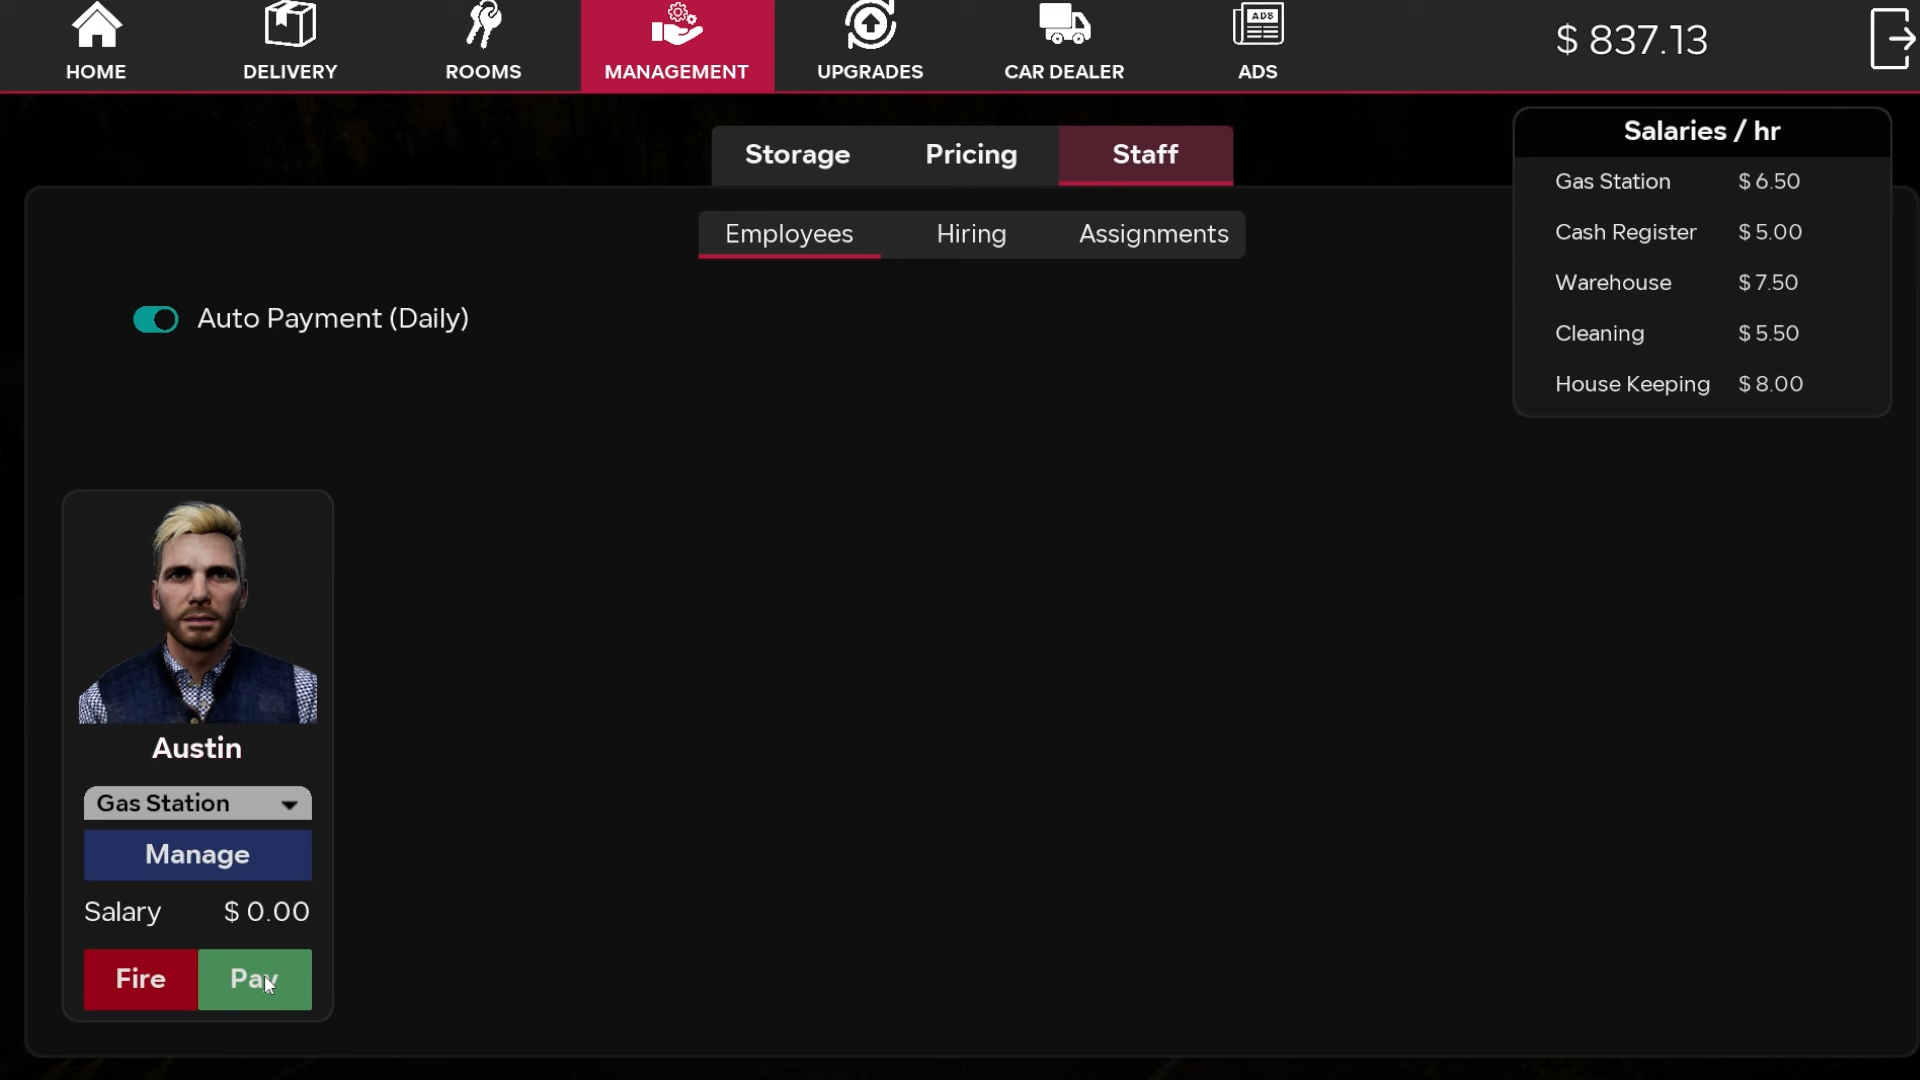 HOME DELIVERY ROOMS MANAGEMENT UPGRADES CAR DEALER ADS
ADS
$ 837.13
Storage Pricing Staff
Employees Hiring Assignments
Auto Payment (Daily)
Salaries / hr
Gas Station $ 6.50
Cash Register $ 5.00
Warehouse $ 7.50
Cleaning $ 5.50
House Keeping $ 8.00
Austin
Gas Station
Manage
Salary $ 0.00
Fire Pay